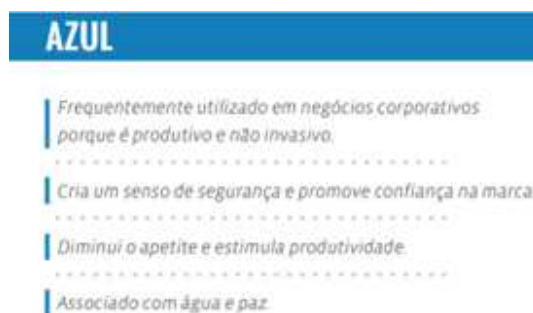 AZUL
Frequentemente utilizado em negócios corporativos
porque é produtivo e não invasivo.
Cria um senso de segurança e promove confiança na marca
Diminui o apetite e estimula produtividade.
Associado com água e paz.